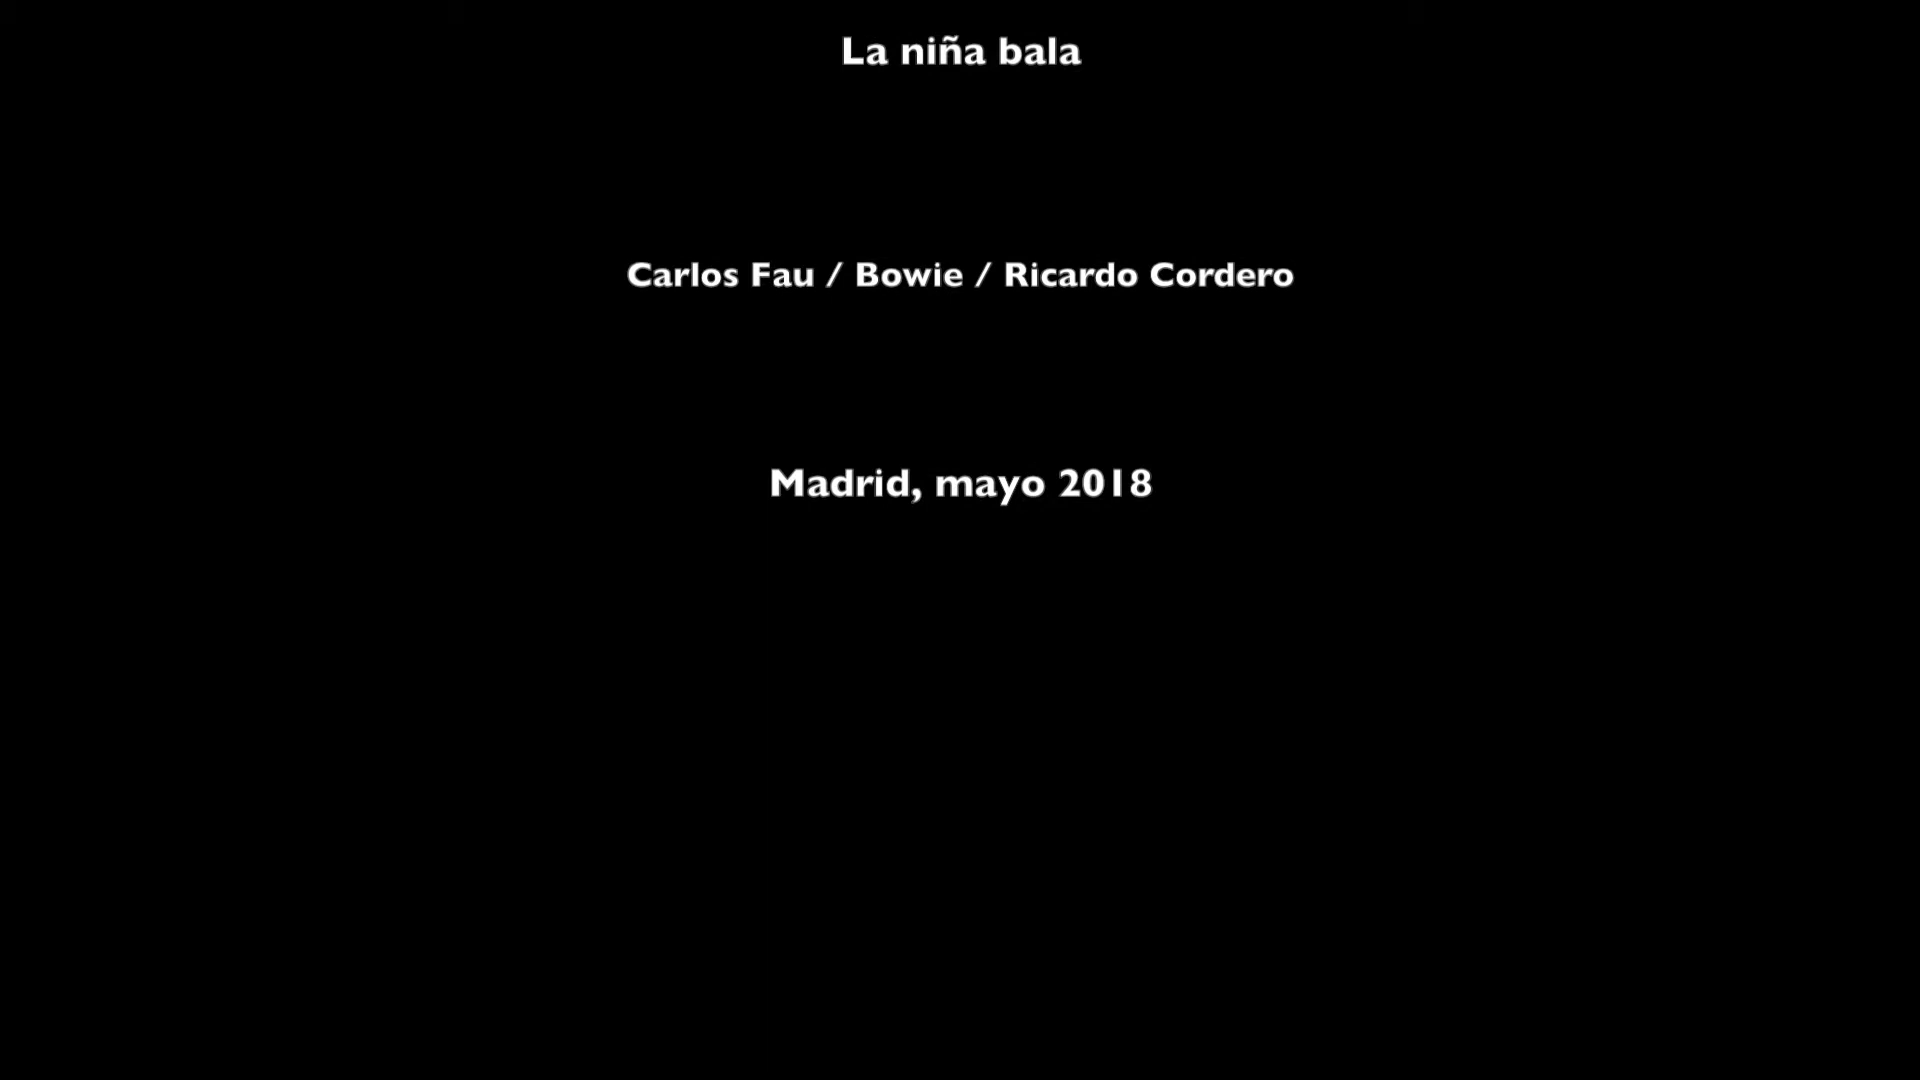 La niña bala
Carlos Fau / Bowie / Ricardo Cordero
Madrid, mayo 2018